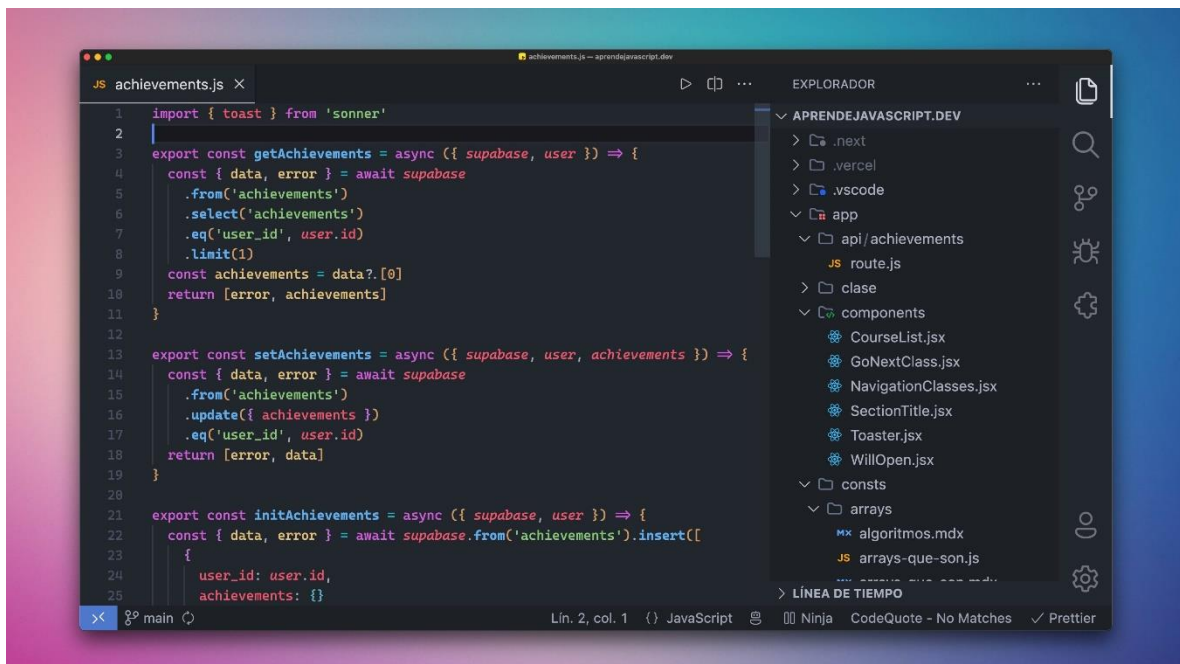 achievements.js — aprendejavascript.dev
JS achievements.js ×
1 import { toast } from 'sonner'
2
3 export const getAchievements = async ({ supabase, user }) ⇒ {
4 const { data, error } = await supabase
5 .from('achievements')
6 .select('achievements')
7 .eq('user_id', user.id)
8 .limit(1)
9 const achievements = data?.[0]
10 return [error, achievements]
11 }
12
13 export const setAchievements = async ({ supabase, user, achievements }) ⇒ {
14 const { data, error } = await supabase
15 .from('achievements')
16 .update({ achievements })
17 .eq('user_id', user.id)
18 return [error, data]
19 }
20
21 export const initAchievements = async ({ supabase, user }) ⇒ {
22 const { data, error } = await supabase.from('achievements').insert([
23 {
24 user_id: user.id,
25 achievements: {}
EXPLORADOR ...
APRENDEJAVASCRIPT.DEV
.next
.vercel
.vscode
app
api/achievements
JS route.js
clase
components
CourseList.jsx
GoNextClass.jsx
NavigationClasses.jsx
SectionTitle.jsx
Toaster.jsx
WillOpen.jsx
consts
arrays
MX algoritmos.mdx
JS arrays-que-son.js
LÍNEA DE TIEMPO
main Lín. 2, col. 1 {} JavaScript Ninja CodeQuote - No Matches ✓ Prettier